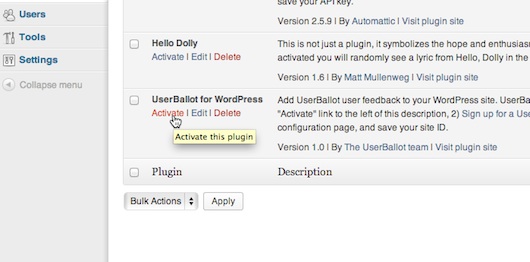 Users
Tools
Settings
Collapse menu
save your API key.
Version 2.5.9 | By Automattic | Visit plugin site
Hello Dolly
Activate | Edit | Delete
This is not just a plugin, it symbolizes the hope and enthusias
activated you will randomly see a lyric from Hello, Dolly in the
Version 1.6 | By Matt Mullenweg | Visit plugin site
UserBallot for WordPress
Activate | Edit | Delete
Activate this plugin
Add UserBallot user feedback to your WordPress site. UserBa
"Activate" link to the left of this description, 2) Sign up for a Use
configuration page, and save your site ID.
Version 1.0 | By The UserBallot team | Visit plugin site
Plugin Description
Bulk Actions Apply